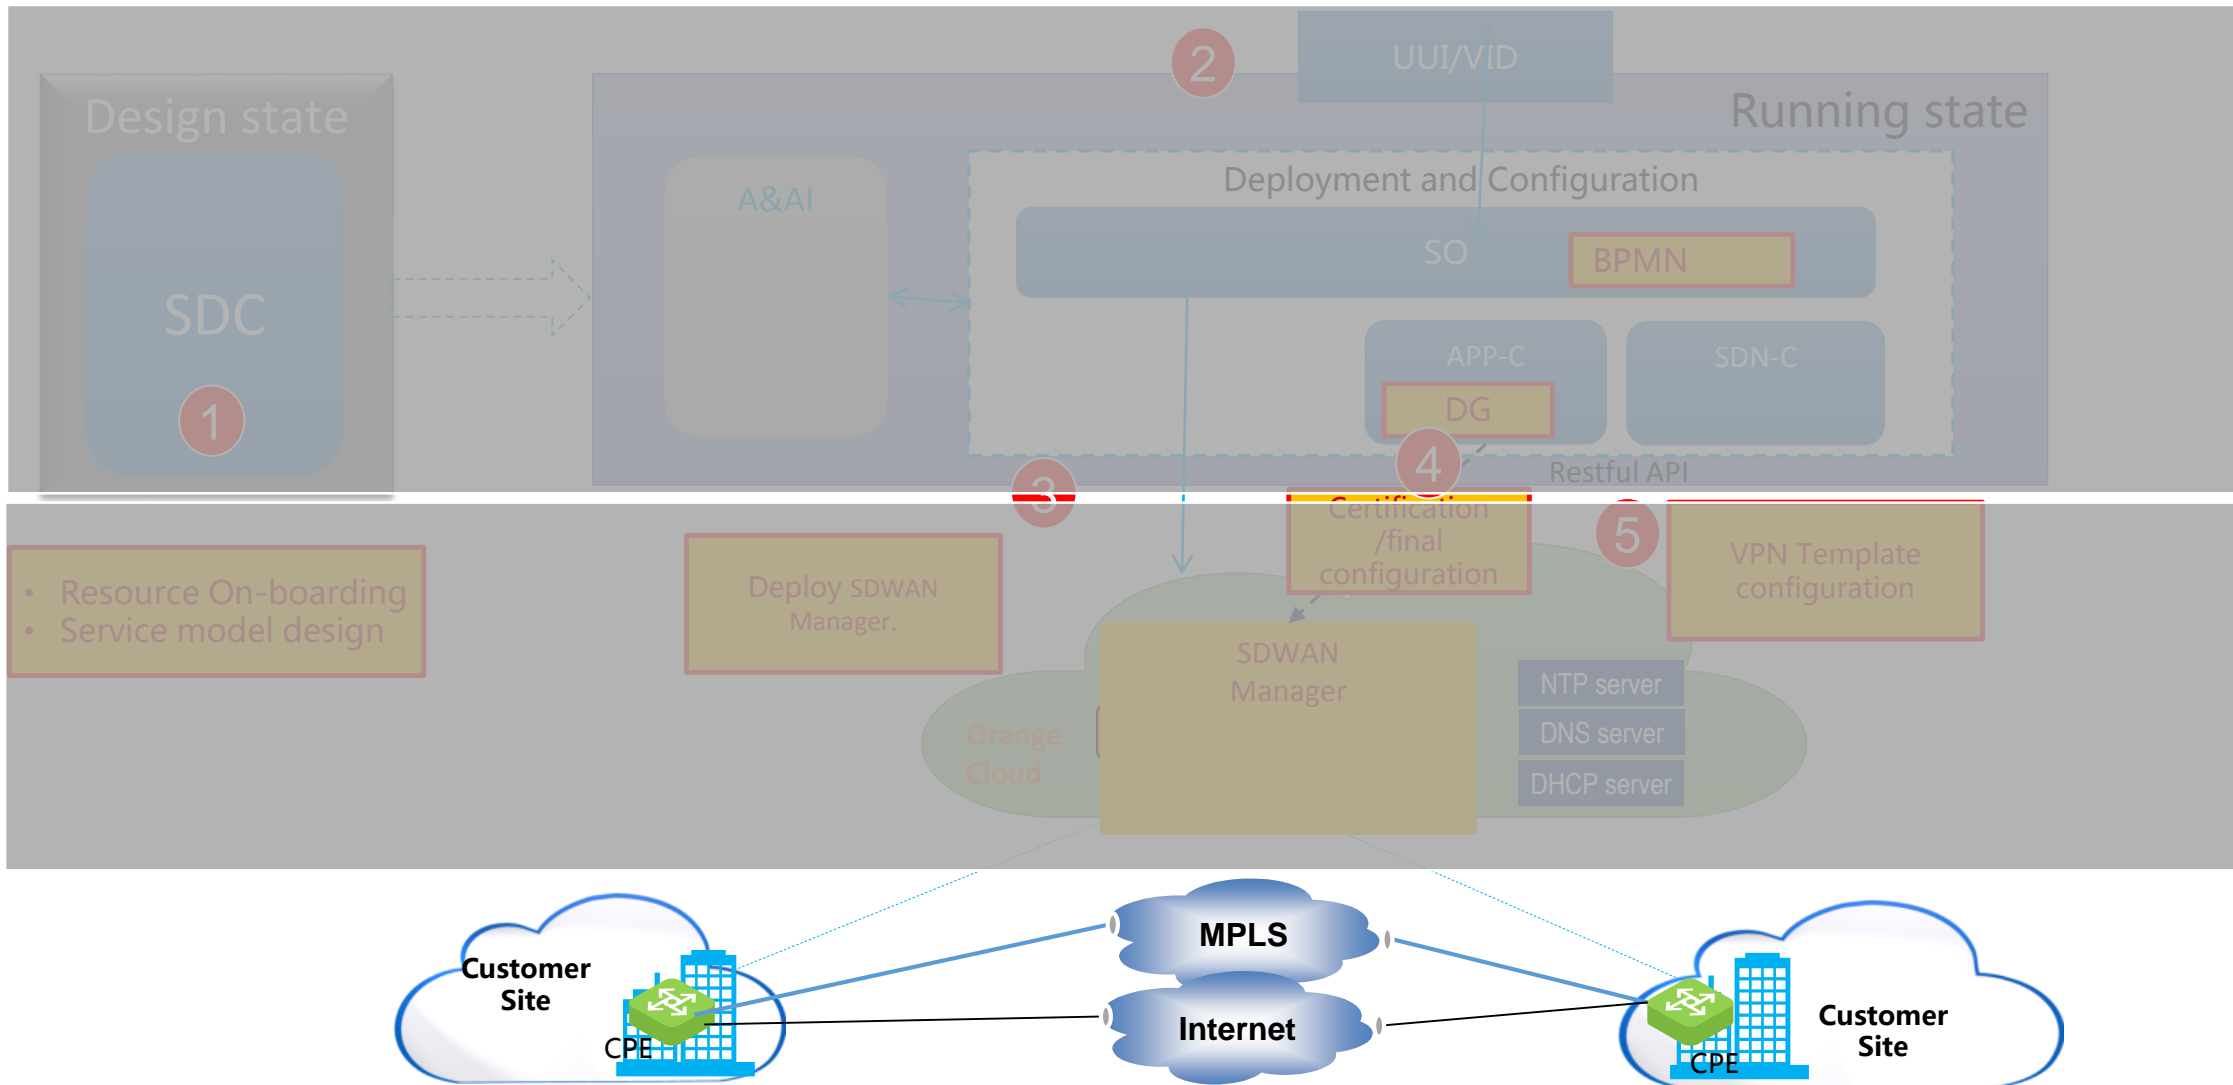 2
UUI/VID
Design state
Running state
A&AI
Deployment and Configuration
SO
BPMN
SDC
APP-C
SDN-C
1
DG
4
Restful API
3
Certification
/final
configuration
5
VPN Template
configuration
• Resource On-boarding
• Service model design
Deploy SDWAN
Manager.
SDWAN
Manager
NTP server
DNS server
DHCP server
Orange
Cloud
MPLS
Customer
Site
CPE
Internet
Customer
Site
CPE